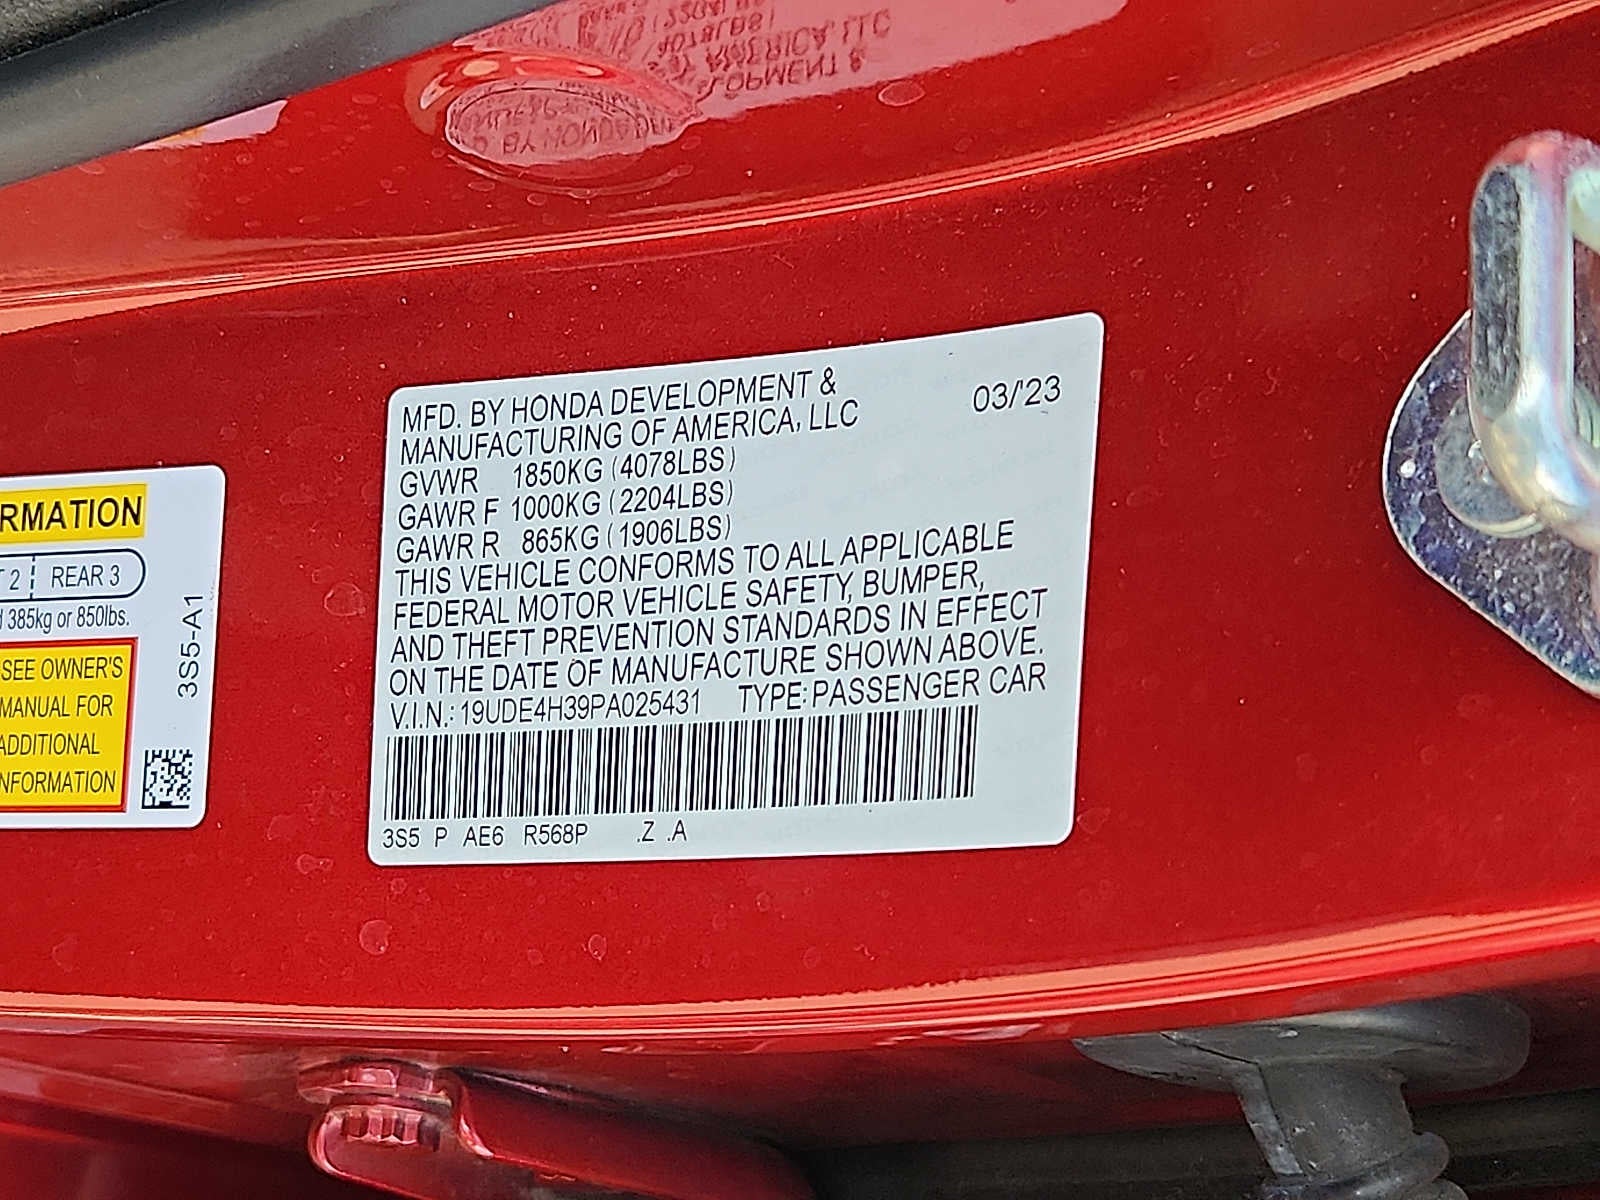 MFD. BY HONDA DEVELOPMENT &
MANUFACTURING OF AMERICA, LLC
03/'23
GVWR 1850KG (4078LBS)
GAWR F 1000KG (2204LBS)
GAWR R 865KG (1906LBS)
THIS VEHICLE CONFORMS TO ALL APPLICABLE
FEDERAL MOTOR VEHICLE SAFETY, BUMPER,
AND THEFT PREVENTION STANDARDS IN EFFECT
ON THE DATE OF MANUFACTURE SHOWN ABOVE.
V.I.N.: 19UDE4H39PA025431 TYPE: PASSENGER CAR
3S5 P AE6 R568P .Z .A
RMATION
2 REAR 3
385kg or 850lbs.
SEE OWNER'S
MANUAL FOR
ADDITIONAL
NFORMATION
3S5-A1